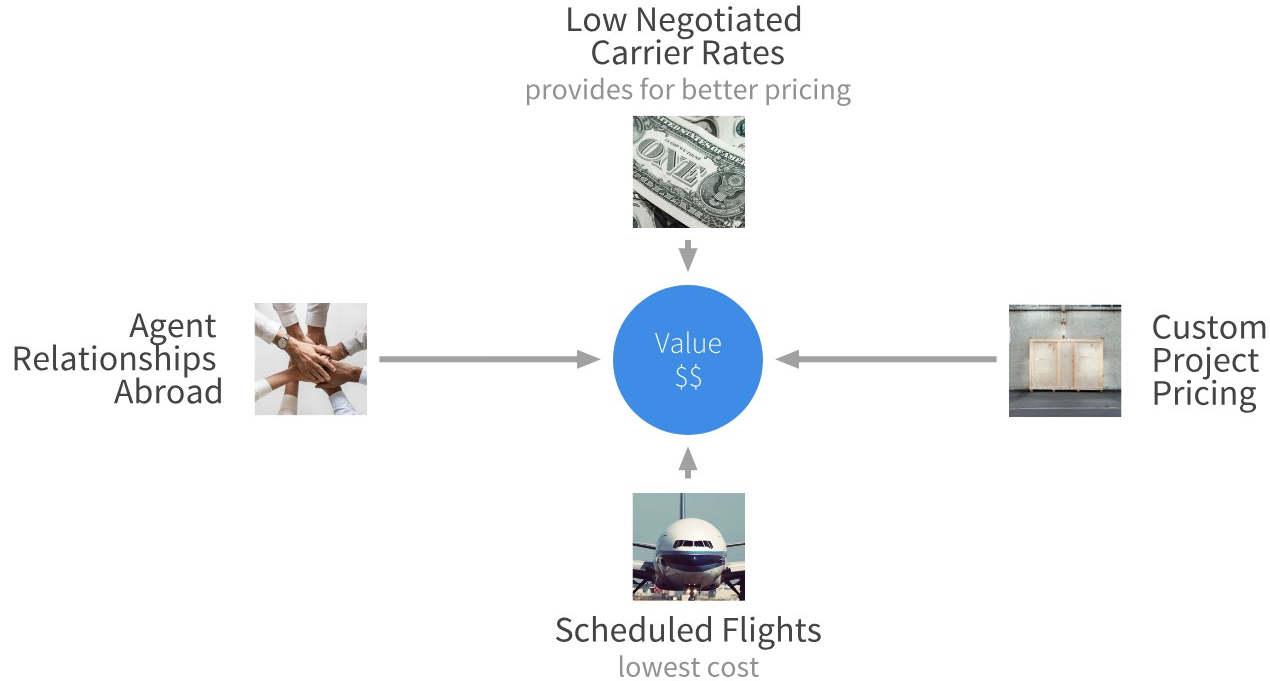 Low Negotiated
Carrier Rates
provides for better pricing
ONE
Agent
Relationships
Abroad
Value
$$
Custom
Project
Pricing
Scheduled Flights
lowest cost